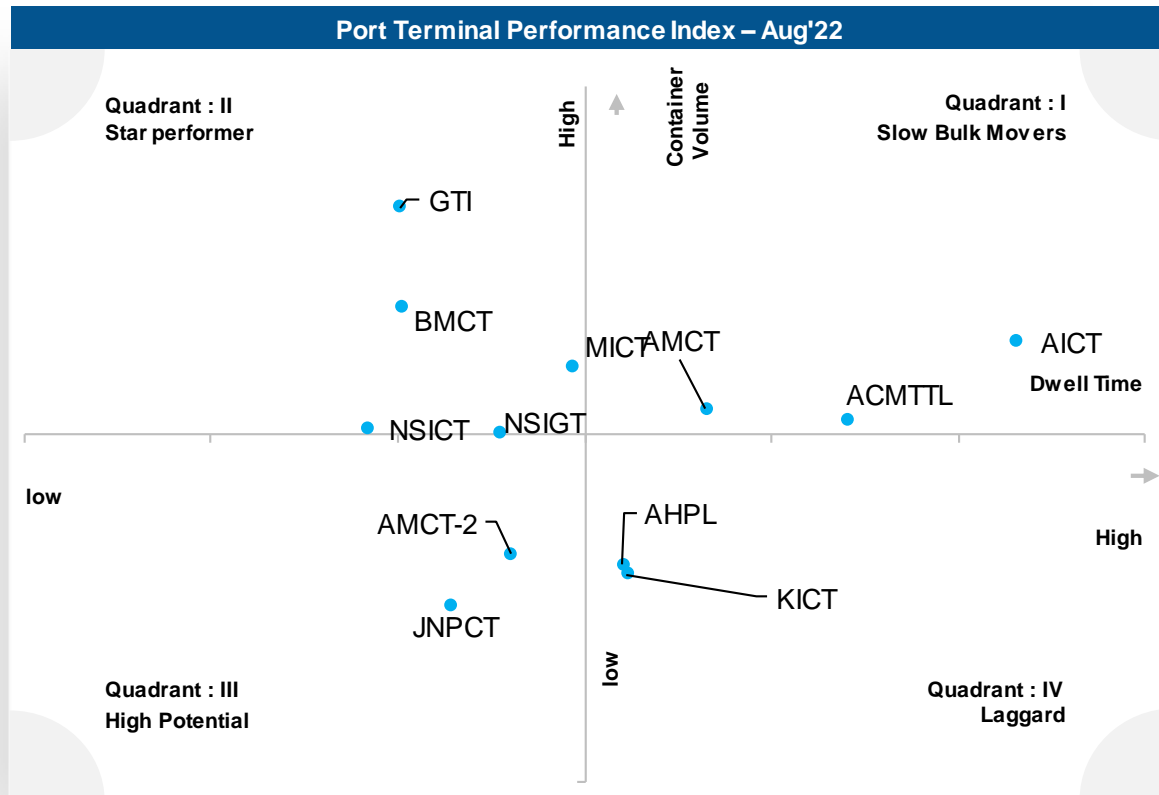 Port Terminal Performance Index – Aug'22
Quadrant : II
Star performer
High
Container
Volume
Quadrant : I
Slow Bulk Movers
GTI
BMCT
MICT
AMCT
AICT
Dwell Time
ACMTTL
NSICT
NSIGT
low
AMCT-2
AHPL
High
KICT
JNPCT
low
Quadrant : III
High Potential
Quadrant : IV
Laggard